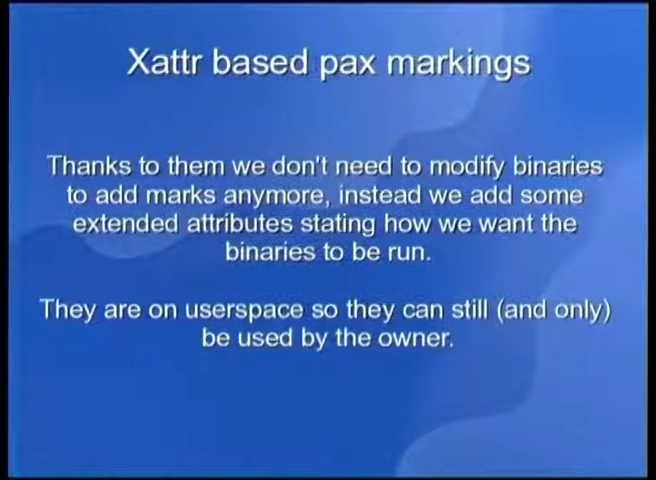 Xattr based pax markings
Thanks to them we don't need to modify binaries
to add marks anymore, instead we add some
extended attributes stating how we want the
binaries to be run.
They are on userspace so they can still (and only)
be used by the owner.